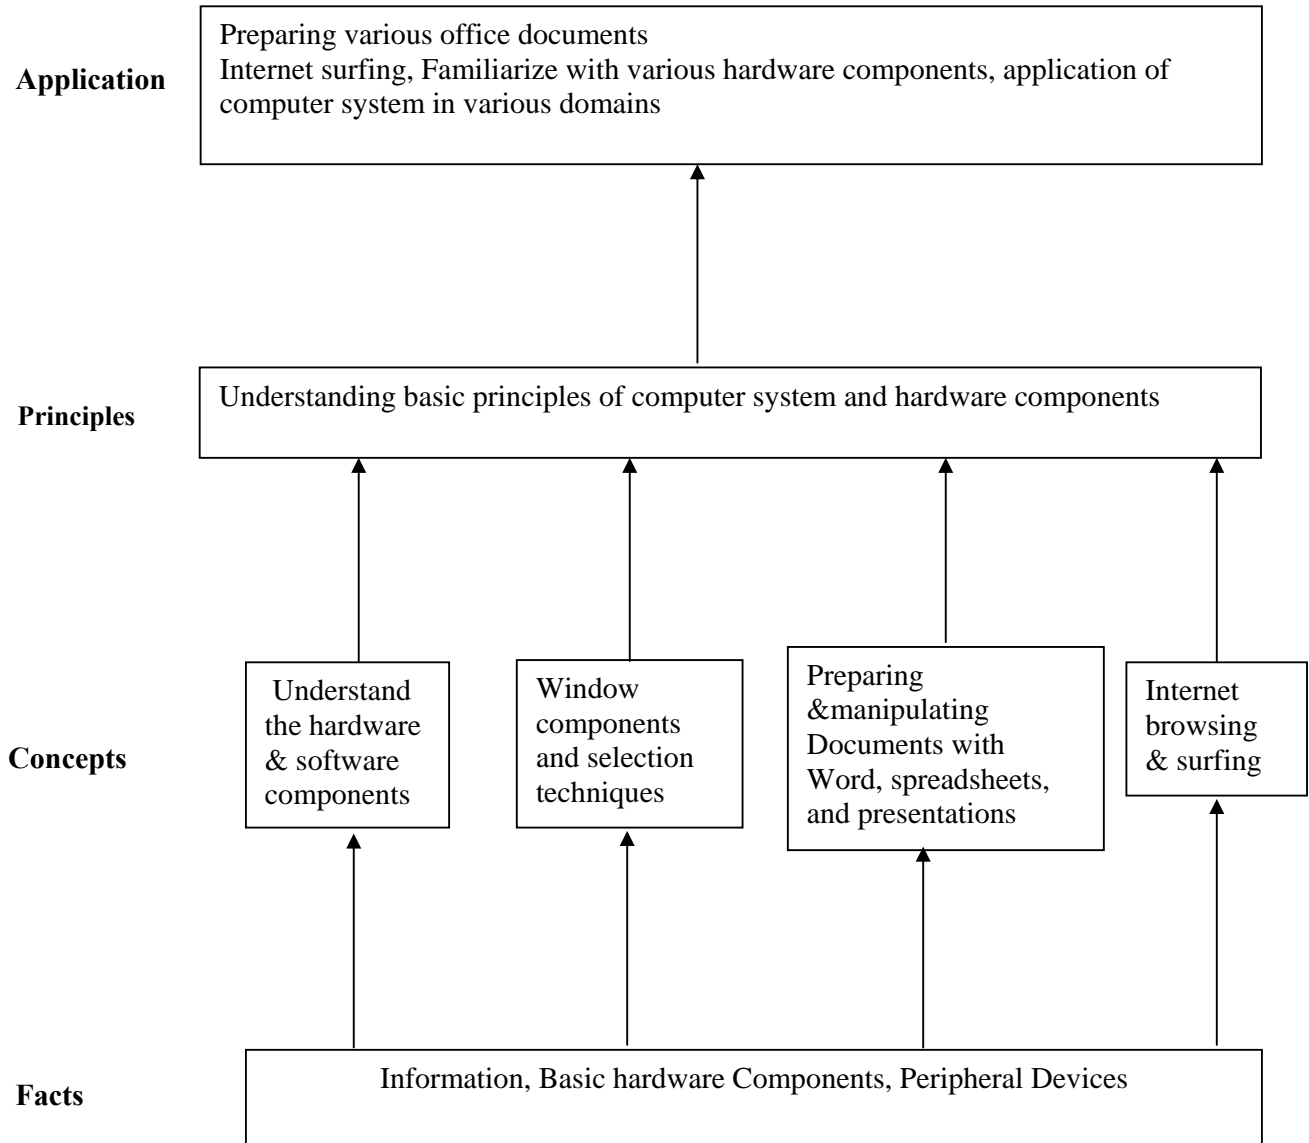 Application
Preparing various office documents
Internet surfing, Familiarize with various hardware components, application of
computer system in various domains
Principles
Understanding basic principles of computer system and hardware components
Concepts
Understand
the hardware
& software
components
Window
components
and selection
techniques
Preparing
&manipulating
Documents with
Word, spreadsheets,
and presentations
Internet
browsing
& surfing
Facts
Information, Basic hardware Components, Peripheral Devices